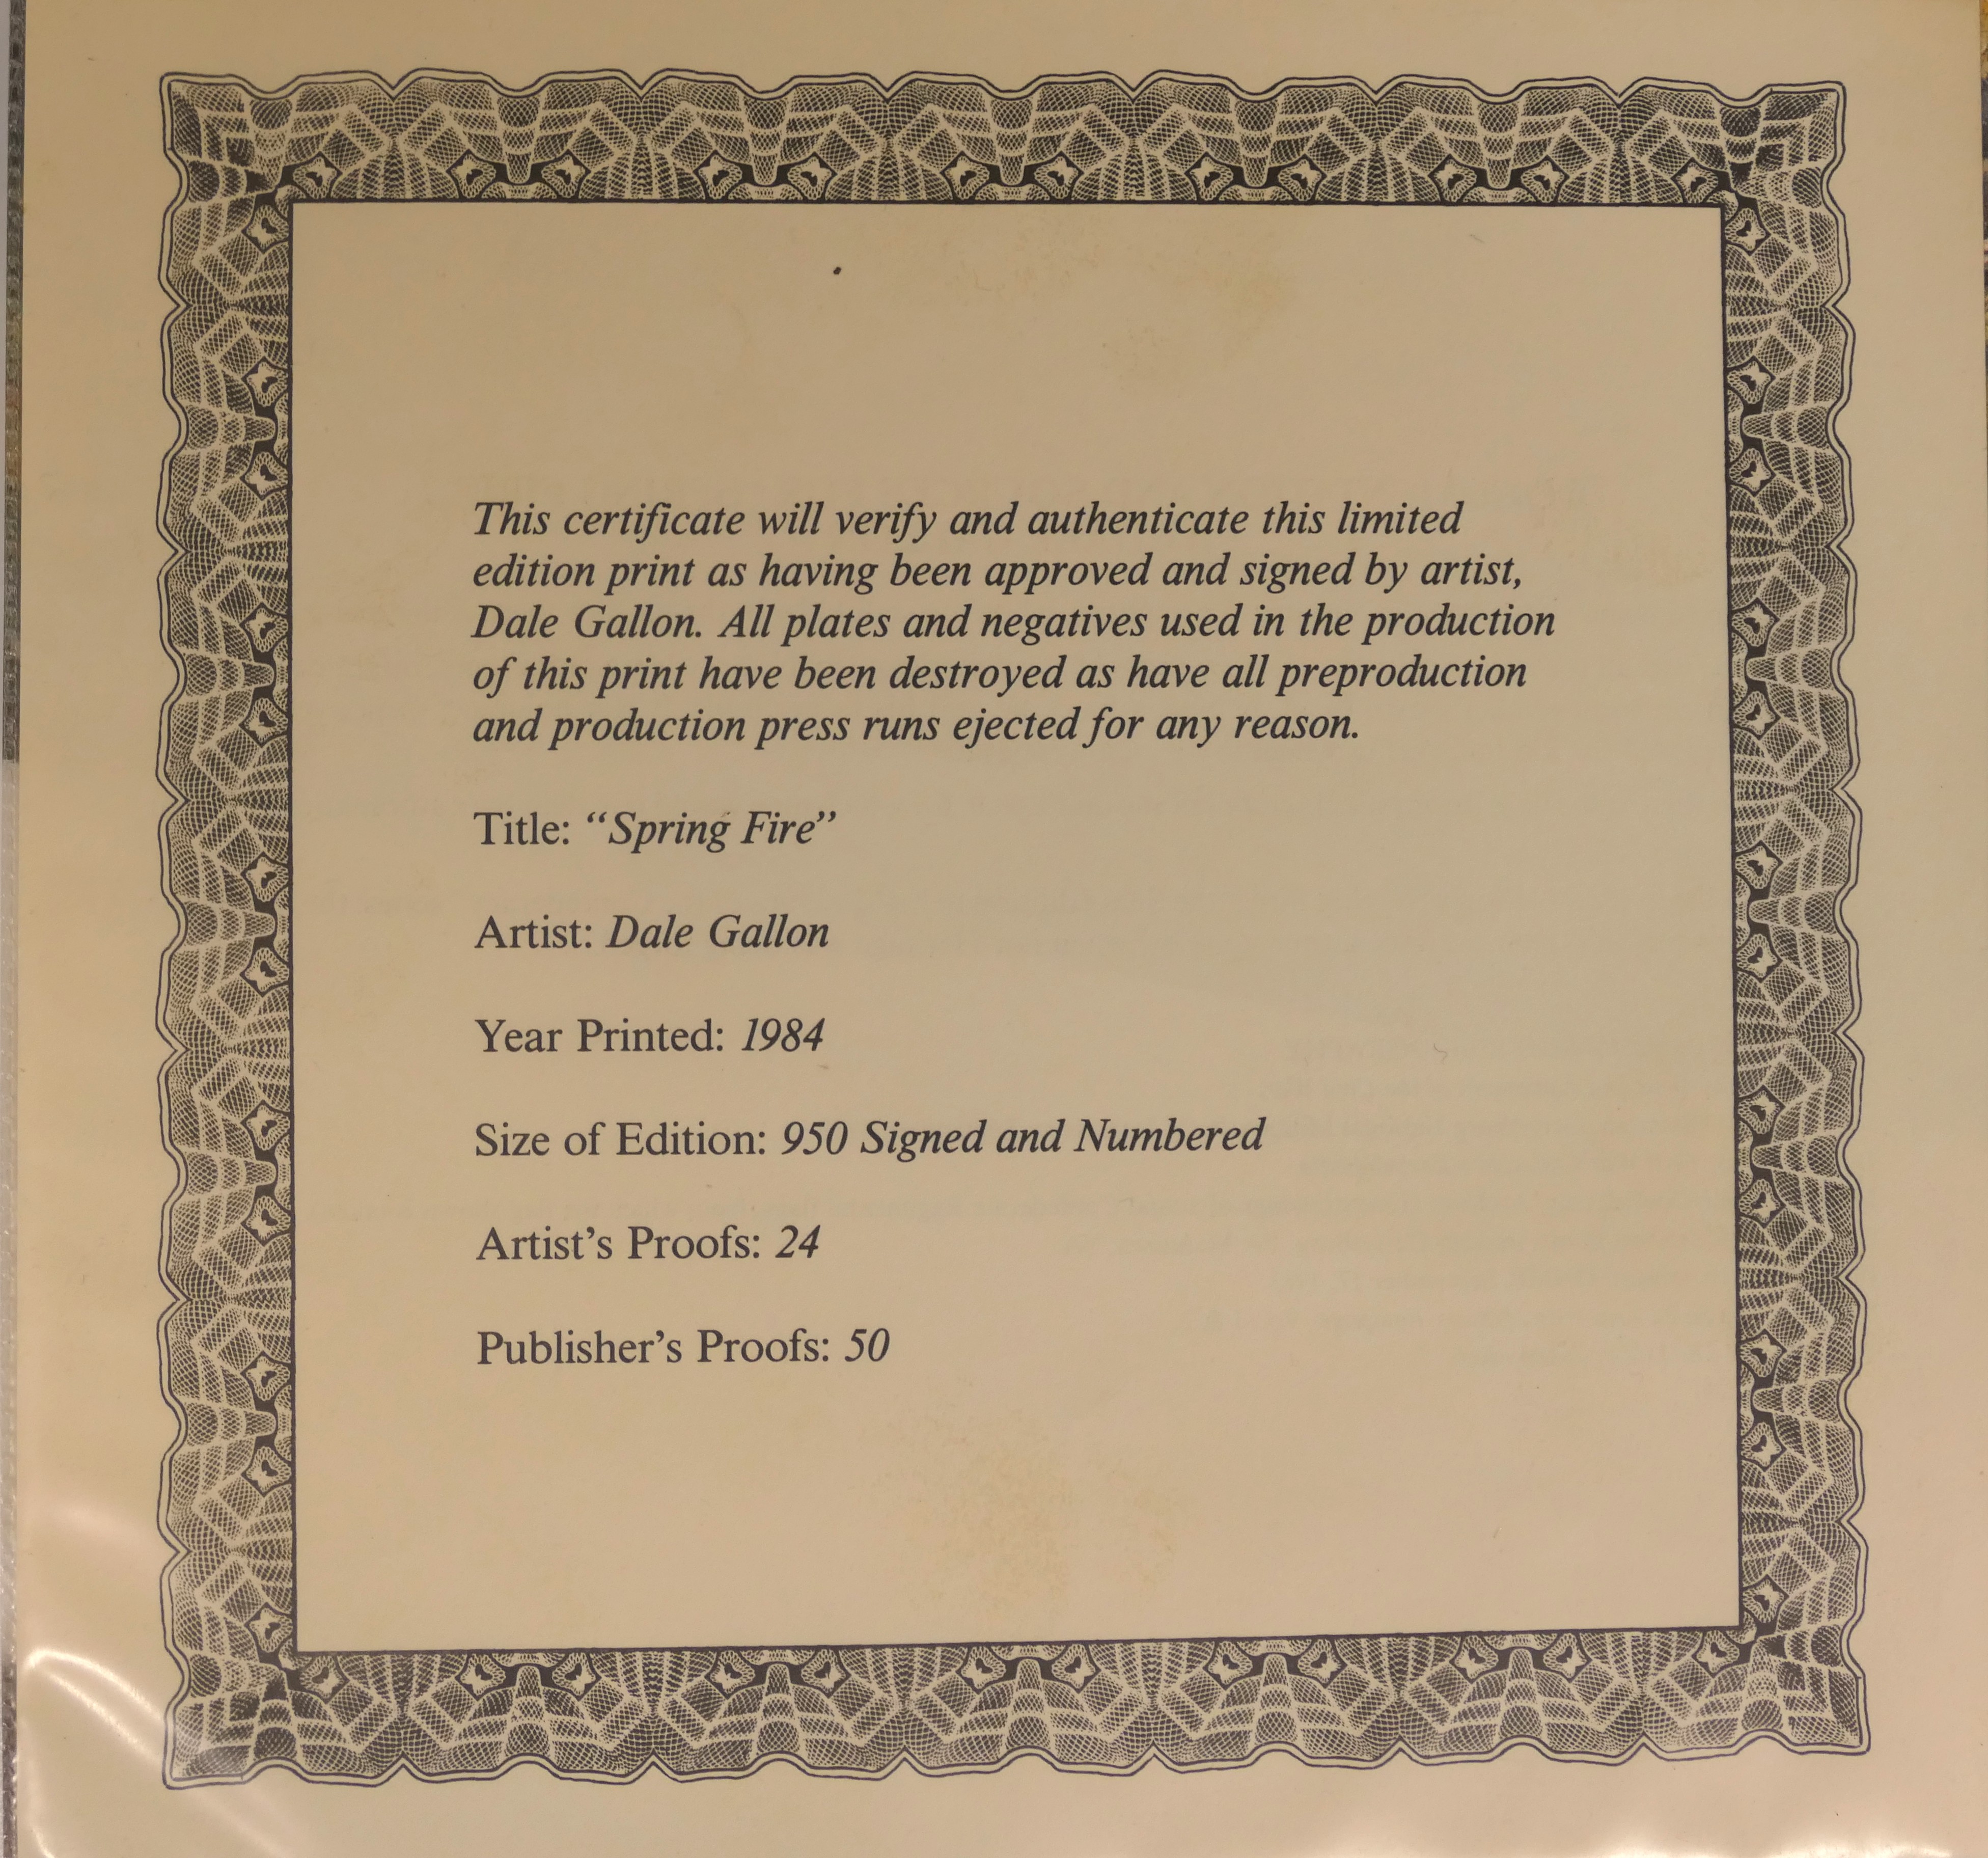 This certificate will verify and authenticate this limited
edition print as having been approved and signed by artist,
Dale Gallon. All plates and negatives used in the production
of this print have been destroyed as have all preproduction
and production press runs ejected for any reason.
Title: “Spring Fire”
Artist: Dale Gallon
Year Printed: 1984
Size of Edition: 950 Signed and Numbered
Artist’s Proofs: 24
Publisher’s Proofs: 50